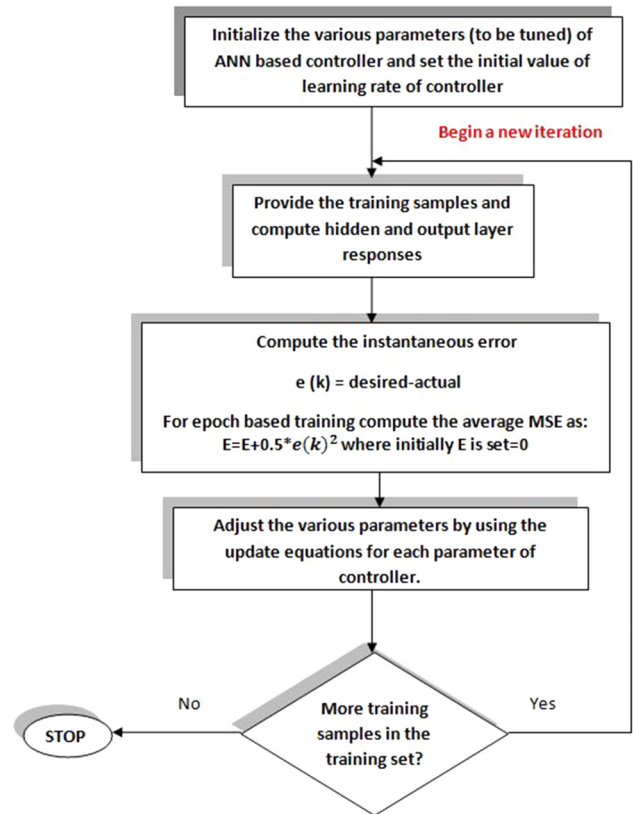 Initialize the various parameters (to be tuned) of
ANN based controller and set the initial value of
learning rate of controller
Begin a new iteration
Provide the training samples and
compute hidden and output layer
responses
Compute the instantaneous error
e (k) = desired-actual
For epoch based training compute the average MSE as:
E=E+0.5*e(k)² where initially E is set=0
Adjust the various parameters by using the
update equations for each parameter of
controller.
No
Yes
More training
samples in the
training set?
STOP